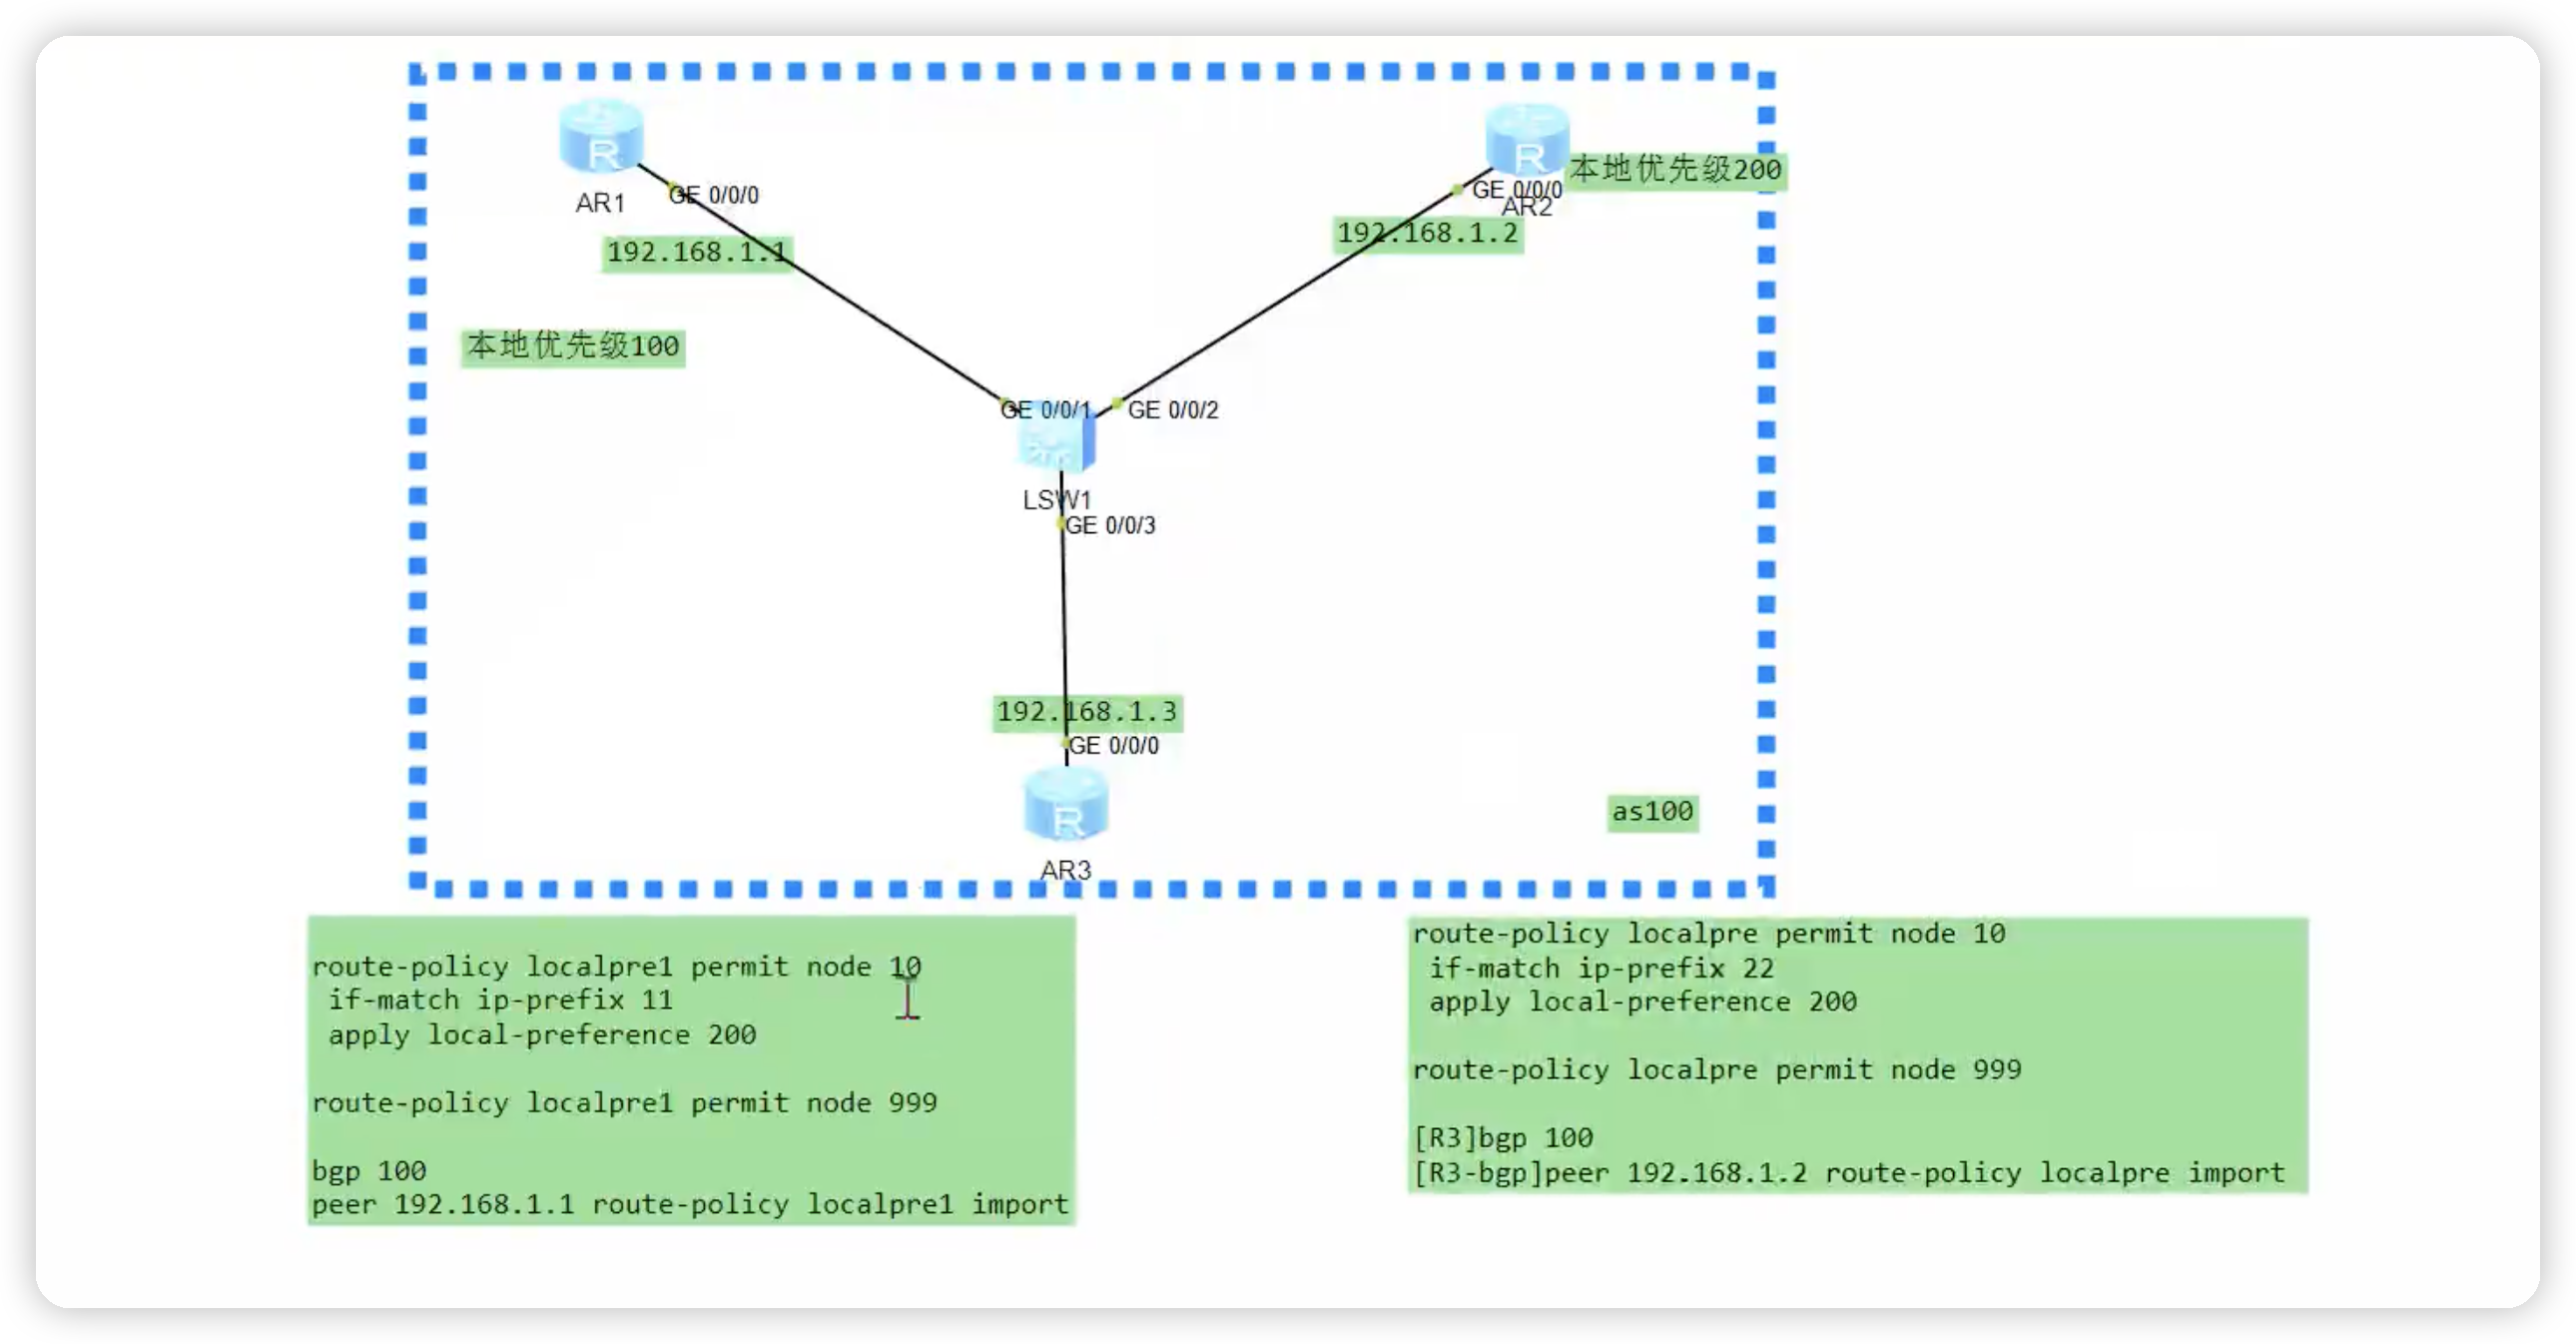 R
AR1
GE 0/0/0
192.168.1.1
本地优先级100
R
本地优先级200
GE 0/0/0
AR2
192.168.1.2
GE 0/0/1
GE 0/0/2
LSW1
GE 0/0/3
192.168.1.3
GE 0/0/0
R
AR3
as100
route-policy localpre1 permit node 10
if-match ip-prefix 11
apply local-preference 200
route-policy localpre1 permit node 999
bgp 100
peer 192.168.1.1 route-policy localpre1 import
route-policy localpre permit node 10
if-match ip-prefix 22
apply local-preference 200
route-policy localpre permit node 999
[R3]bgp 100
[R3-bgp]peer 192.168.1.2 route-policy localpre import